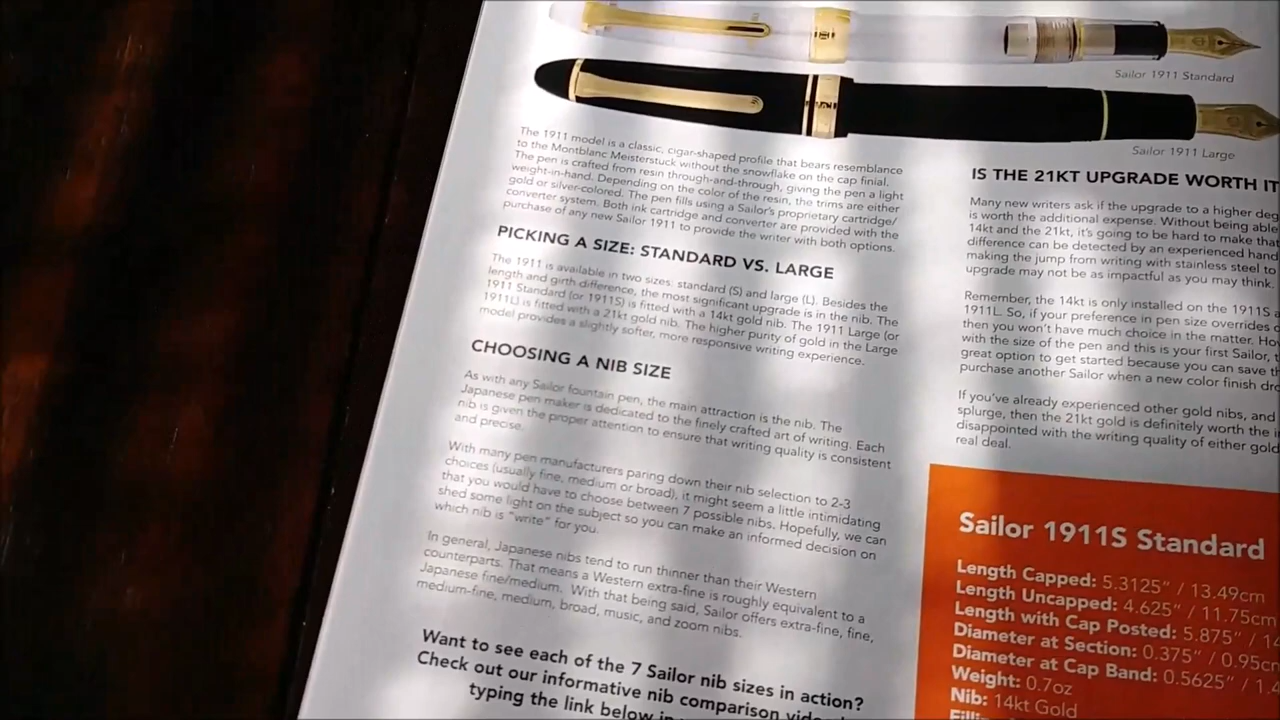 Sailor 1911 Standard
Sailor 1911 Large
The 1911 model is a classic, cigar-shaped profile that bears resemblance
to the Montblanc Meisterstuck without the snowflake on the cap finial.
The pen is crafted from resin through-and-through, giving the pen a light
weight-in-hand. Depending on the color of the resin, the trims are either
gold or silver-colored. The pen fills using a Sailor's proprietary cartridge/
converter system. Both ink cartridge and converter are provided with the
purchase of any new Sailor 1911 to provide the writer with both options.
PICKING A SIZE: STANDARD VS. LARGE
The 1911 is available in two sizes: standard (S) and large (L). Besides the
length and girth difference, the most significant upgrade is in the nib. The
1911 Standard (or 1911S) is fitted with a 14kt gold nib. The 1911 Large (or
1911L) is fitted with a 21kt gold nib. The higher purity of gold in the Large
model provides a slightly softer, more responsive writing experience.
CHOOSING A NIB SIZE
As with any Sailor fountain pen, the main attraction is the nib. The
Japanese pen maker is dedicated to the finely crafted art of writing. Each
nib is given the proper attention to ensure that writing quality is consistent
and precise.
With many pen manufacturers paring down their nib selection to 2-3
choices (usually fine, medium or broad), it might seem a little intimidating
that you would have to choose between 7 possible nibs. Hopefully, we can
shed some light on the subject so you can make an informed decision on
which nib is "write" for you.
In general, Japanese nibs tend to run thinner than their Western
counterparts. That means a Western extra-fine is roughly equivalent to a
Japanese fine/medium. With that being said, Sailor offers extra-fine, fine,
medium-fine, medium, broad, music, and zoom nibs.
Want to see each of the 7 Sailor nib sizes in action?
Check out our informative nib comparison video
typing the link below in
IS THE 21KT UPGRADE WORTH IT
Many new writers ask if the upgrade to a higher deg
is worth the additional expense. Without being able
14kt and the 21kt, it's going to be hard to make that
difference can be detected by an experienced hand
making the jump from writing with stainless steel to
upgrade may not be as impactful as you may think.
Remember, the 14kt is only installed on the 1911S
1911L. So, if your preference in pen size overrides
then you won't have much choice in the matter. Ho
with the size of the pen and this is your first Sailor,
great option to get started because you can save th
purchase another Sailor when a new color finish dro
If you've already experienced other gold nibs, and
splurge, then the 21kt gold is definitely worth the
disappointed with the writing quality of either gold
real deal.
Sailor 1911S Standard
Length Capped: 5.3125" / 13.49cm
Length Uncapped: 4.625" / 11.75cm
Length with Cap Posted: 5.875" / 14
Diameter at Section: 0.375" / 0.95cm
Diameter at Cap Band: 0.5625" / 1.4
Weight: 0.7oz
Nib: 14kt Gold